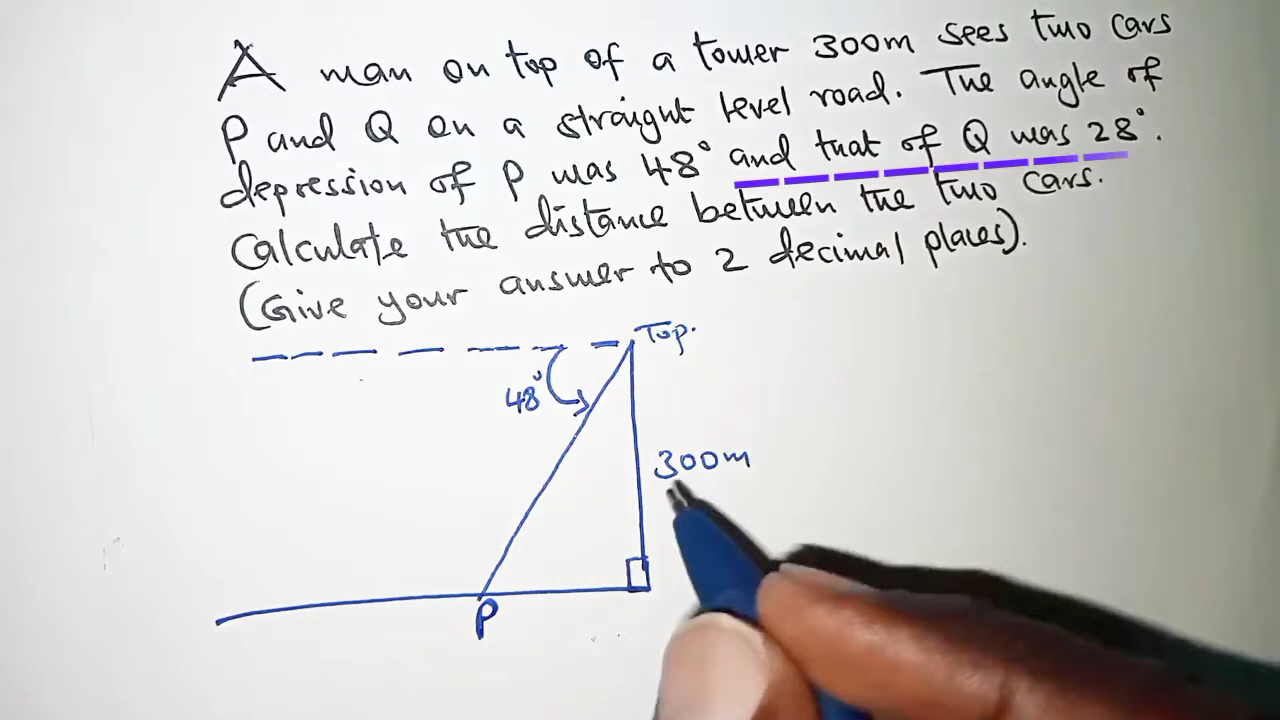 A man on top of a tower 300m sees two cars
P and Q on a straight level road. The angle of
depression of P was 48° and that of Q was 28°.
Calculate the distance between the two cars.
(Give your answer to 2 decimal places).
Top.
48°
300m
P